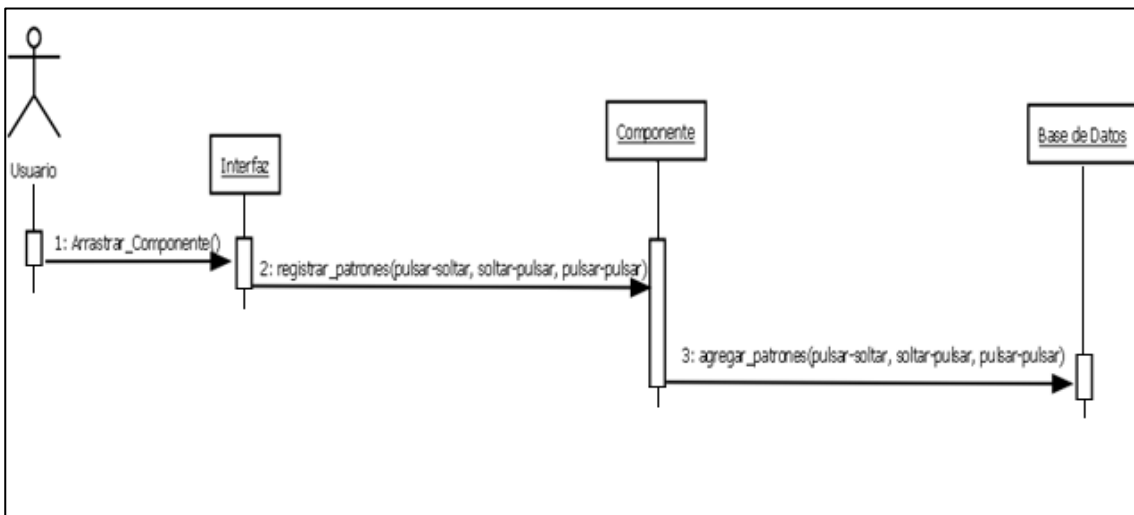 Componente
Base de Datos
Interfaz
Usuario
1: Arrastrar_Componente()
2: registrar_patrones(pulsar-soltar, soltar-pulsar, pulsar-pulsar)
3: agregar_patrones(pulsar-soltar, soltar-pulsar, pulsar-pulsar)